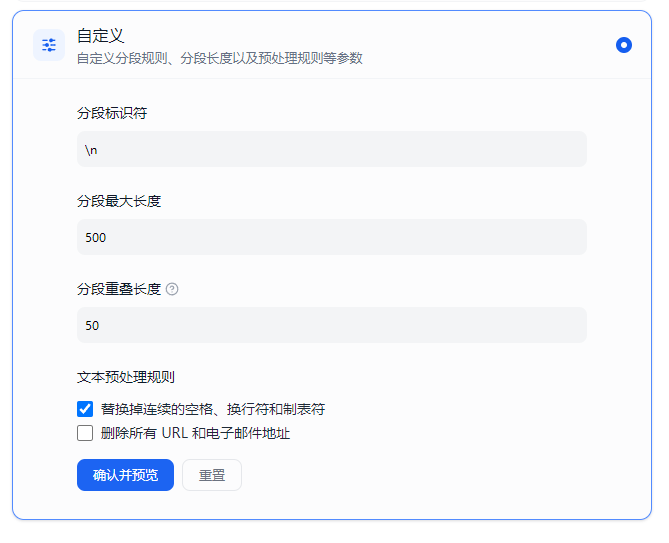 自定义
自定义分段规则、分段长度以及预处理规则等参数
分段标识符
\n
分段最大长度
500
分段重叠长度
50
文本预处理规则
替换掉连续的空格、换行符和制表符
删除所有 URL 和电子邮件地址
确认并预览 重置